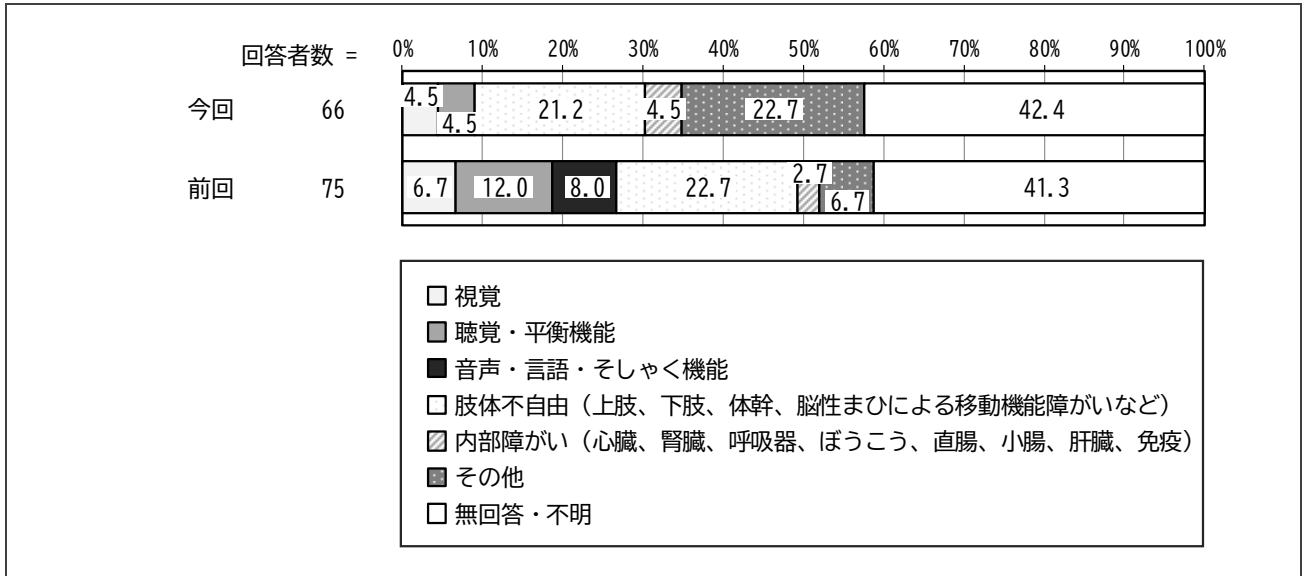 回答者数 = 0% 10% 20% 30% 40% 50% 60% 70% 80% 90% 100%
今回 66 4.5 4.5 21.2 4.5 22.7 42.4
前回 75 6.7 12.0 8.0 22.7 2.7 6.7 41.3
視覚
聴覚・平衡機能
音声・言語・そしゃく機能
肢体不自由（上肢、下肢、体幹、脳性まひによる移動機能障がいなど）
内部障がい（心臓、腎臓、呼吸器、ぼうこう、直腸、小腸、肝臓、免疫）
その他
無回答・不明